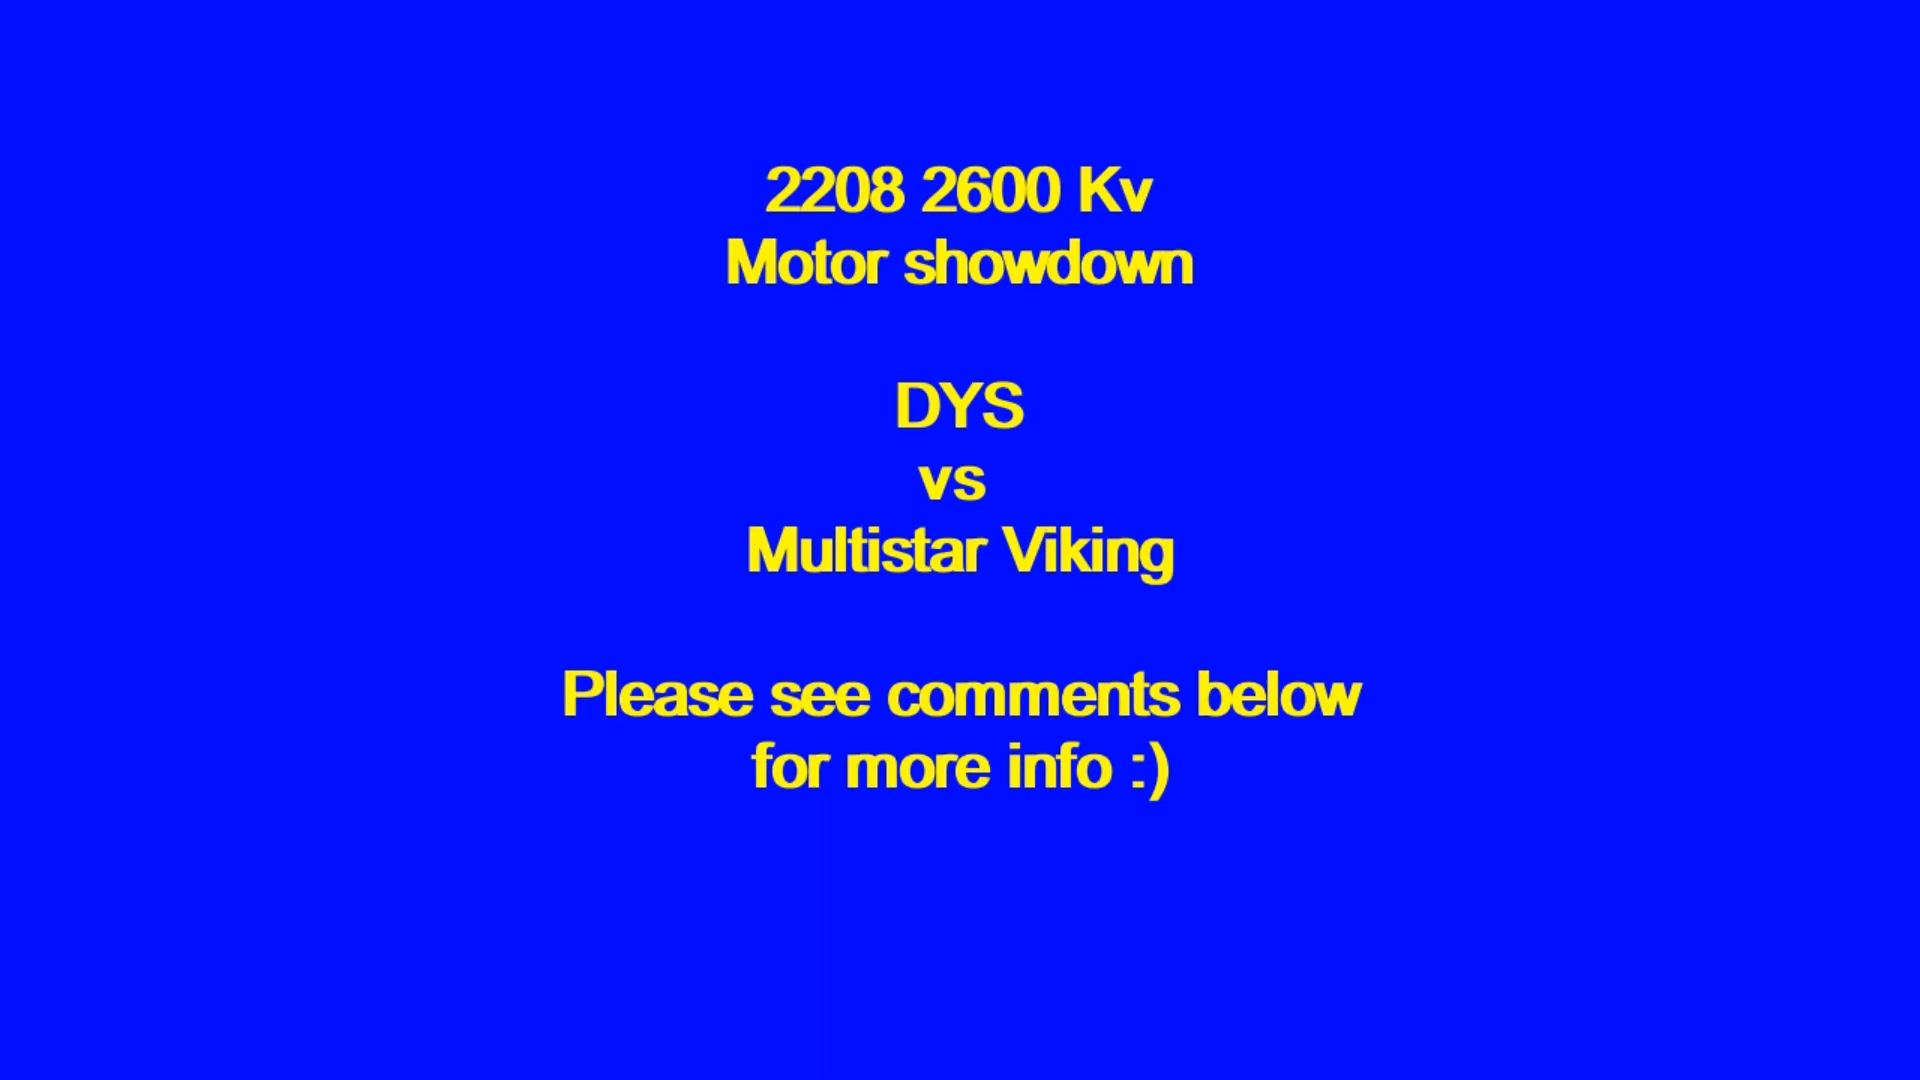 2208 2600 Kv
Motor showdown
DYS
vs
Multistar Viking
Please see comments below
for more info :)